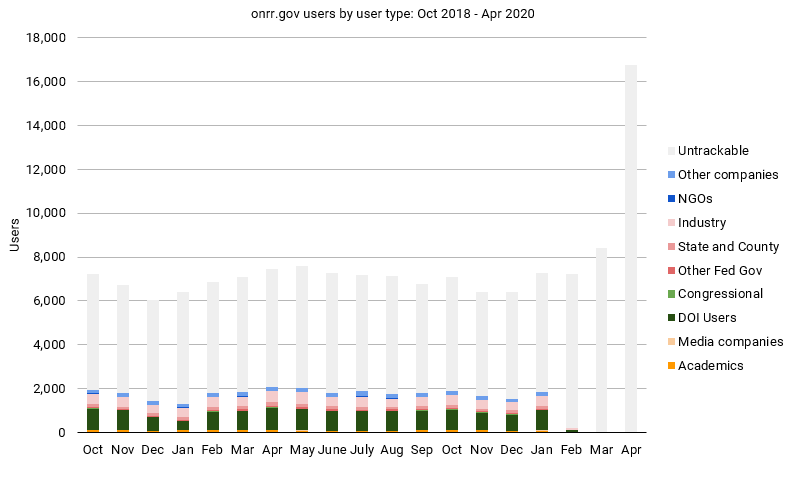 onrr.gov users by user type: Oct 2018 - Apr 2020
18,000
16,000
14,000
12,000
10,000
8,000
6,000
4,000
2,000
0
Users
Oct Nov Dec Jan Feb Mar Apr May June July Aug Sep Oct Nov Dec Jan Feb Mar Apr
Untrackable
Other companies
NGOs
Industry
State and County
Other Fed Gov
Congressional
DOI Users
Media companies
Academics